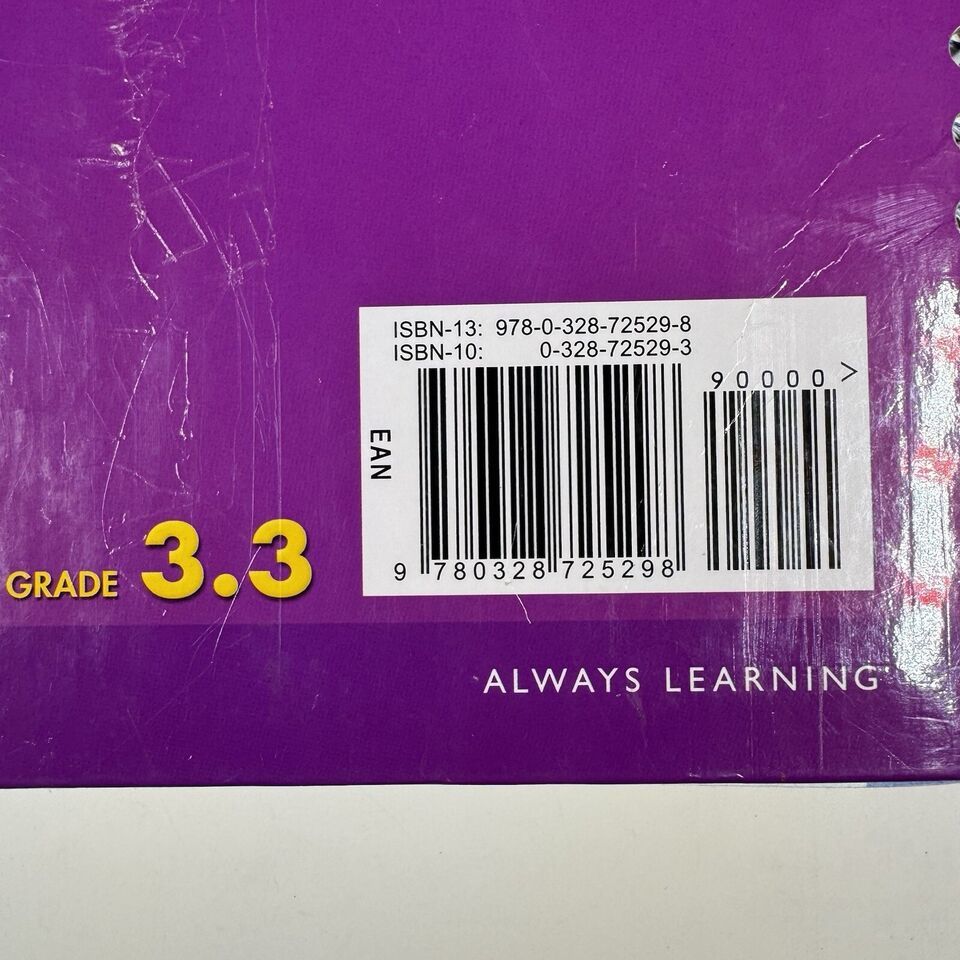 ISBN-13: 978-0-328-72529-8
ISBN-10: 0-328-72529-3
90000 >
EAN
9 780328 725298
GRADE 3.3
ALWAYS LEARNING